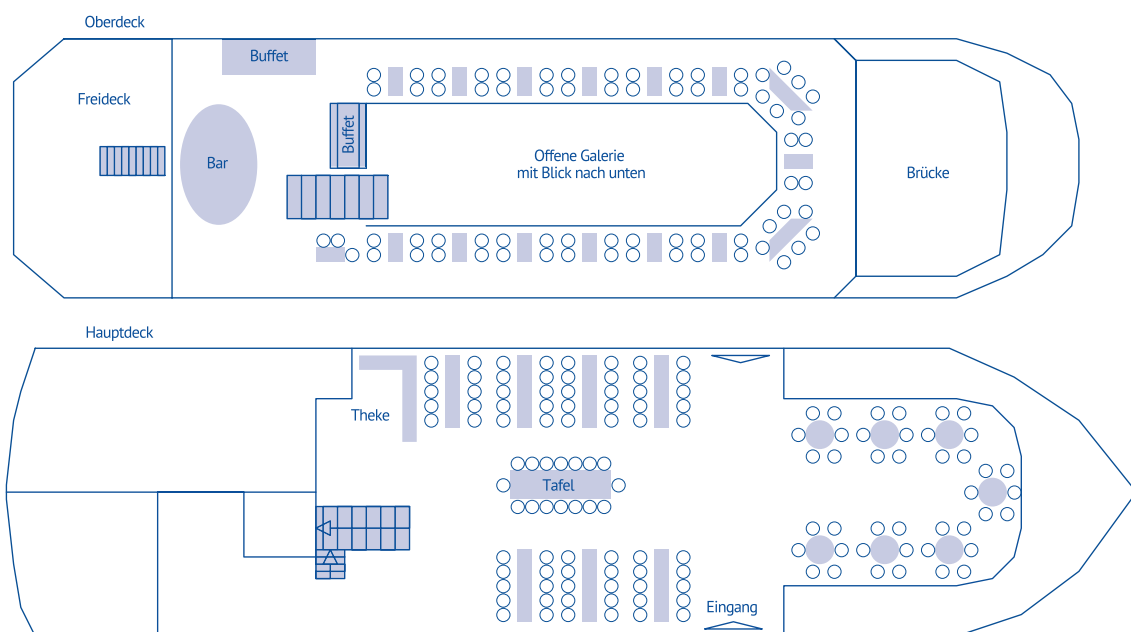 Oberdeck
Buffet
Freideck
Bar
Buffet
Offene Galerie
mit Blick nach unten
Brücke
Hauptdeck
Theke
Tafel
Eingang